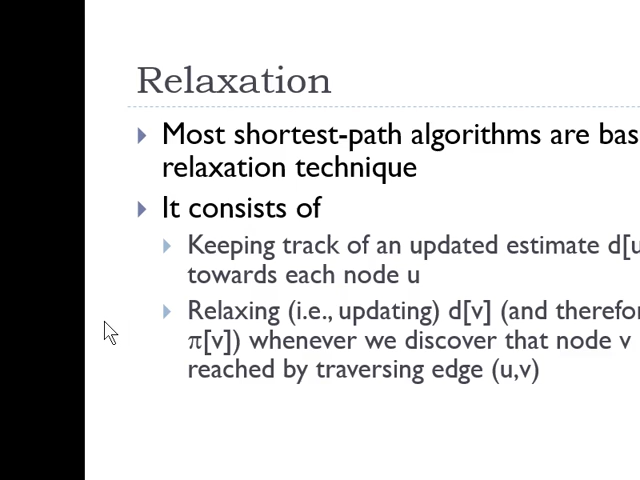 Relaxation
Most shortest-path algorithms are bas
relaxation technique
It consists of
Keeping track of an updated estimate d[u
towards each node u
Relaxing (i.e., updating) d[v] (and therefor
π[v]) whenever we discover that node v
reached by traversing edge (u,v)